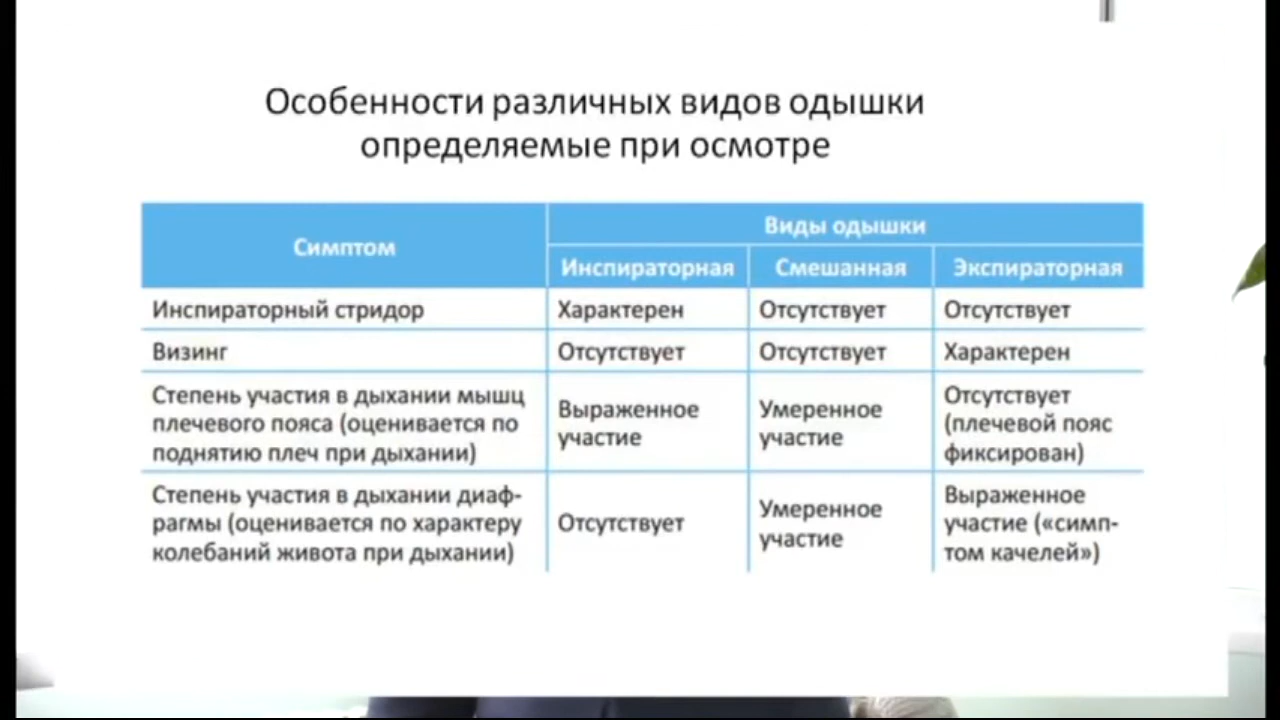 Особенности различных видов одышки
определяемые при осмотре
Симптом
Виды одышки
Инспираторная
Смешанная
Экспираторная
Инспираторный стридор
Характерен
Отсутствует
Отсутствует
Визинг
Отсутствует
Отсутствует
Характерен
Степень участия в дыхании мышц
плечевого пояса (оценивается по
поднятию плеч при дыхании)
Выраженное
участие
Умеренное
участие
Отсутствует
(плечевой пояс
фиксирован)
Степень участия в дыхании диаф-
рагмы (оценивается по характеру
колебаний живота при дыхании)
Отсутствует
Умеренное
участие
Выраженное
участие («симп-
том качелей»)